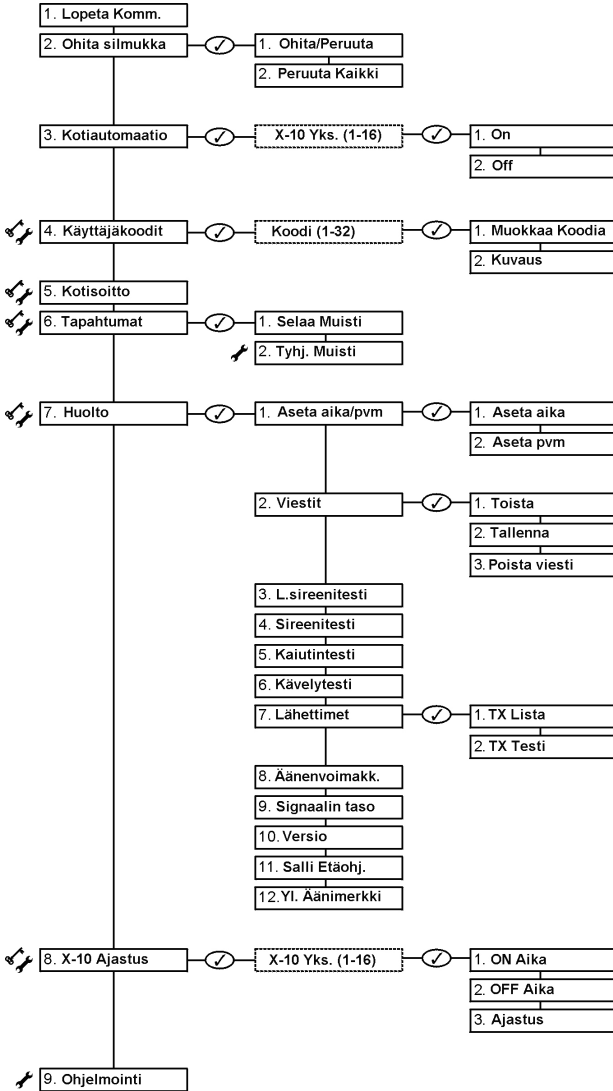 1. Lopeta Komm.
2. Ohita silmukka
1. Ohita/Peruuta
2. Peruuta Kaikki
3. Kotiautomaatio
X-10 Yks. (1-16)
1. On
2. Off
4. Käyttäjäkoodit
Koodi (1-32)
1. Muokkaa Koodia
2. Kuvaus
5. Kotisoitto
6. Tapahtumat
1. Selaa Muisti
2. Tyhj. Muisti
7. Huolto
1. Aseta aika/pvm
1. Aseta aika
2. Aseta pvm
2. Viestit
1. Toista
2. Tallenna
3. Poista viesti
3. L.sireenitesti
4. Sireenitesti
5. Kaiutintesti
6. Kävelytesti
7. Lähettimet
1. TX Lista
2. TX Testi
8. Äänenvoimakk.
9. Signaalin taso
10. Versio
11. Salli Etäohj.
12. Yl. Äänimerkki
8. X-10 Ajastus
X-10 Yks. (1-16)
1. ON Aika
2. OFF Aika
3. Ajastus
9. Ohjelmointi